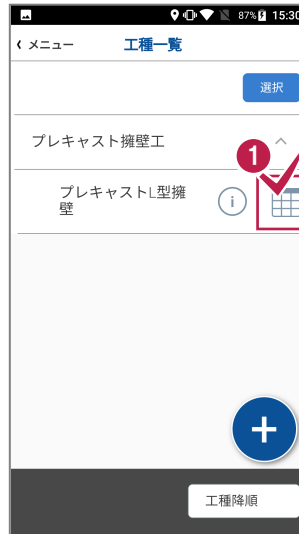 87% 15:30
< メニュー 工種一覧
選択
プレキャスト擁壁工
1
プレキャストL型擁
壁
i
+
工種降順